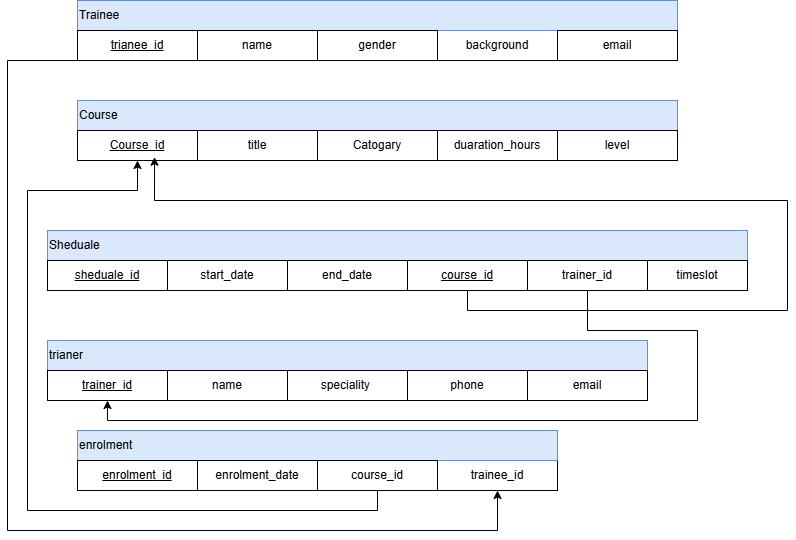 Trainee
trianee_id name gender background email
Course
Course_id title Catogary duaration_hours level
Sheduale
sheduale_id start_date end_date course_id trainer_id timeslot
trianer
trainer_id name speciality phone email
enrolment
enrolment_id enrolment_date course_id trainee_id